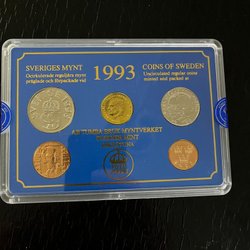 SVERIGES MYNT
Ocirkulerade reguljära mynt
präglade och förpackade vid
1993
COINS OF SWEDEN
Uncirculated regular coins
minted and packed at
AB TUMBA BRUK MYNTVERKET